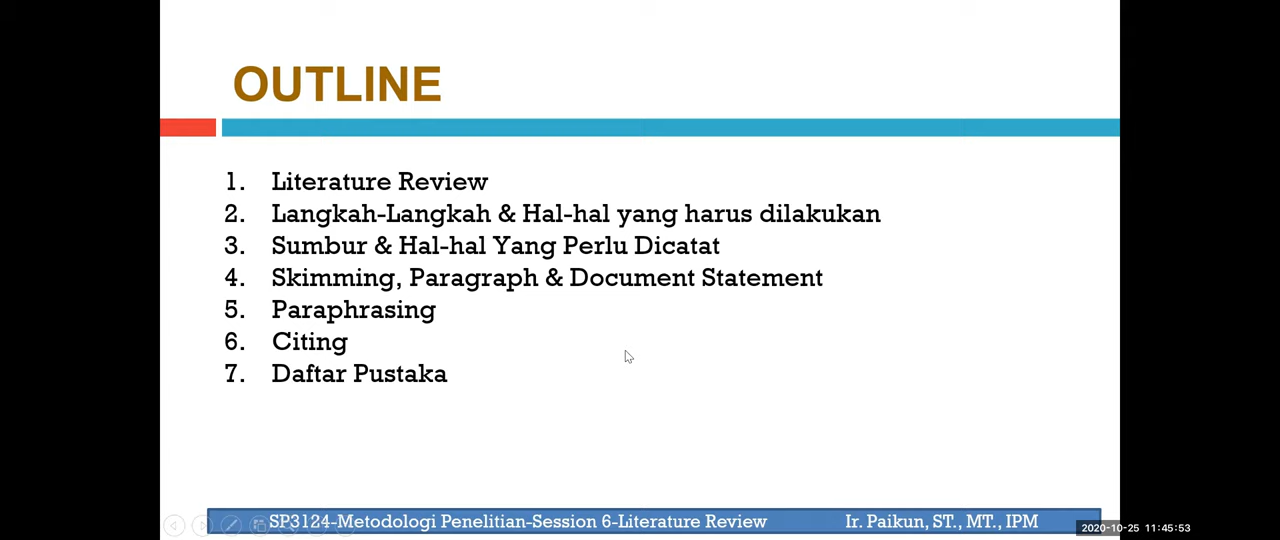 OUTLINE
1. Literature Review
2. Langkah-Langkah & Hal-hal yang harus dilakukan
3. Sumbur & Hal-hal Yang Perlu Dicatat
4. Skimming, Paragraph & Document Statement
5. Paraphrasing
6. Citing
7. Daftar Pustaka
SP3124-Metodologi Penelitian-Session 6-Literature Review Ir. Paikun, ST., MT., IPM
2020-10-25 11:45:53